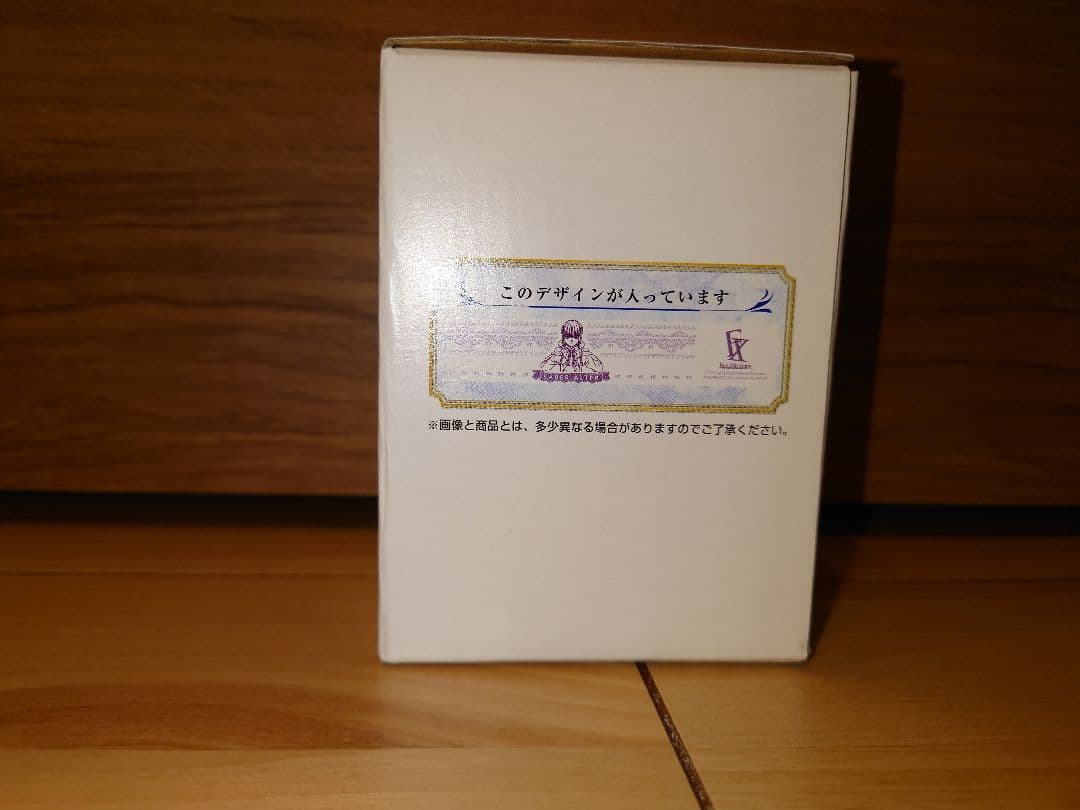 このデザインが入っています
SABER ALTER
※画像と商品とは、多少異なる場合がありますのでご了承ください。